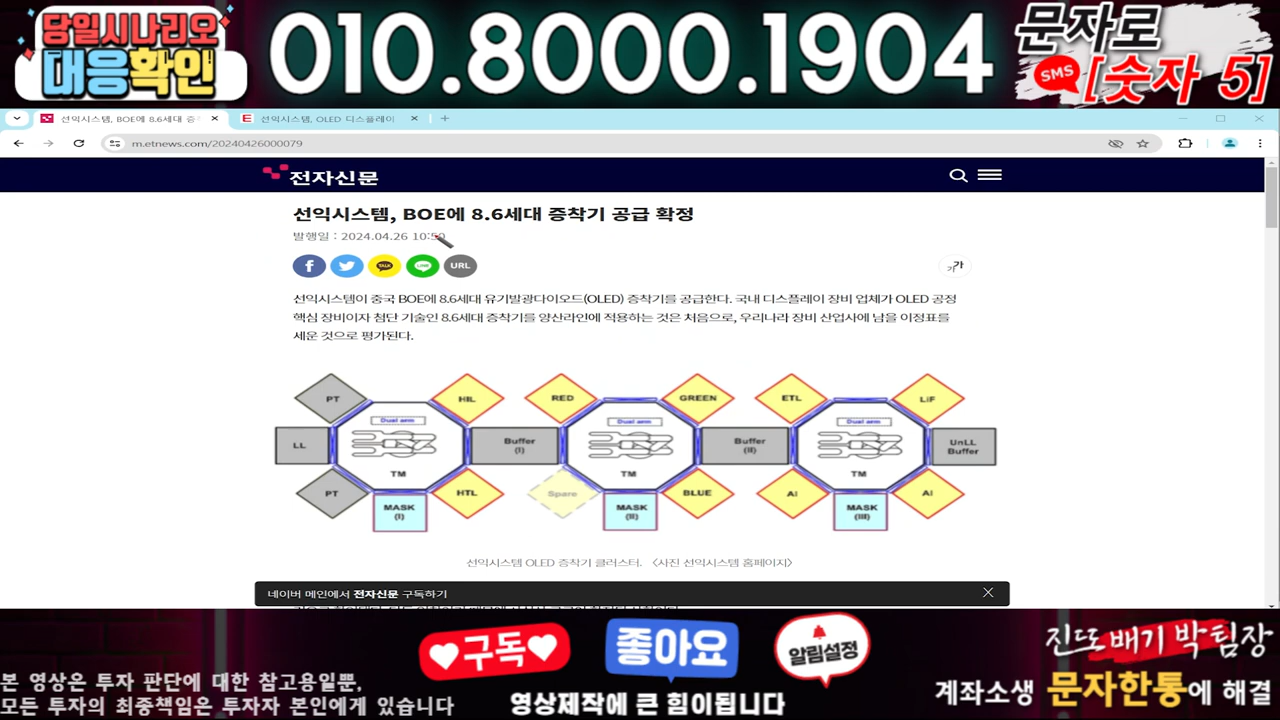 당일시나리오
대응확인
010.8000.1904
문자로
SMS
[숫자 5]
선익시스템, BOE에 8.6세대 증
선익시스템, OLED 디스플레이
m.etnews.com/20240426000079
전자신문
선익시스템, BOE에 8.6세대 증착기 공급 확정
발행일 : 2024.04.26 10:50
TALK
LINE
URL
가 가
선익시스템이 중국 BOE에 8.6세대 유기발광다이오드(OLED) 증착기를 공급한다. 국내 디스플레이 장비 업체가 OLED 공정
핵심 장비이자 첨단 기술인 8.6세대 증착기를 양산라인에 적용하는 것은 처음으로, 우리나라 장비 산업사에 남을 이정표를
세운 것으로 평가된다.
PT
HIL
RED
GREEN
ETL
LiF
Dual arm
Dual arm
Dual arm
LL
Buffer
(I)
Buffer
(II)
UnLL
Buffer
TM
TM
TM
PT
HTL
Spare
BLUE
Al
Al
MASK
(I)
MASK
(II)
MASK
(III)
선익시스템 OLED 증착기 클러스터. 〈사진 선익시스템 홈페이지〉
네이버 메인에서 전자신문 구독하기
구독
좋아요
알림설정
영상제작에 큰 힘이됩니다
본 영상은 투자 판단에 대한 참고용일뿐,
모든 투자의 최종책임은 투자자 본인에게 있습니다
진또배기 박팀장
계좌소생 문자한통에 해결